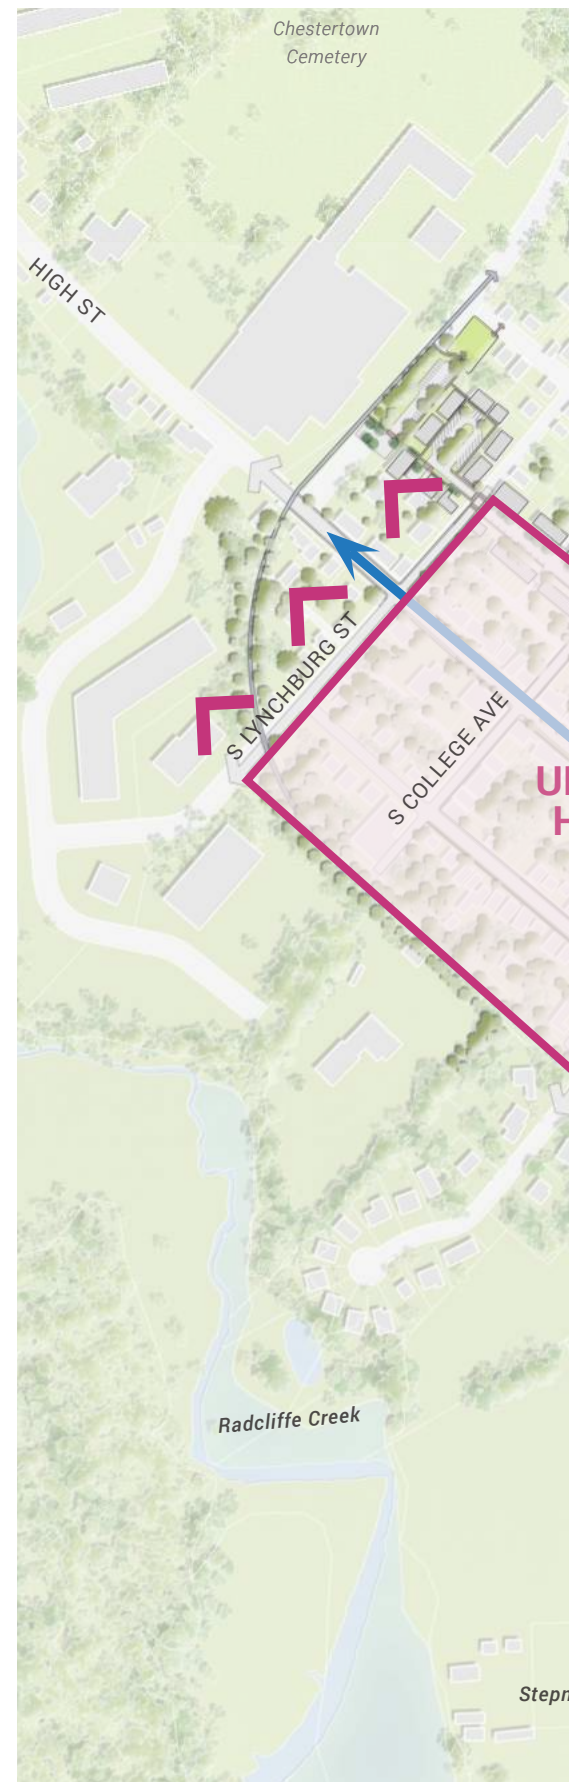 Chestertown
Cemetery
HIGH ST
S LYNCHBURG ST
S COLLEGE AVE
Radcliffe Creek